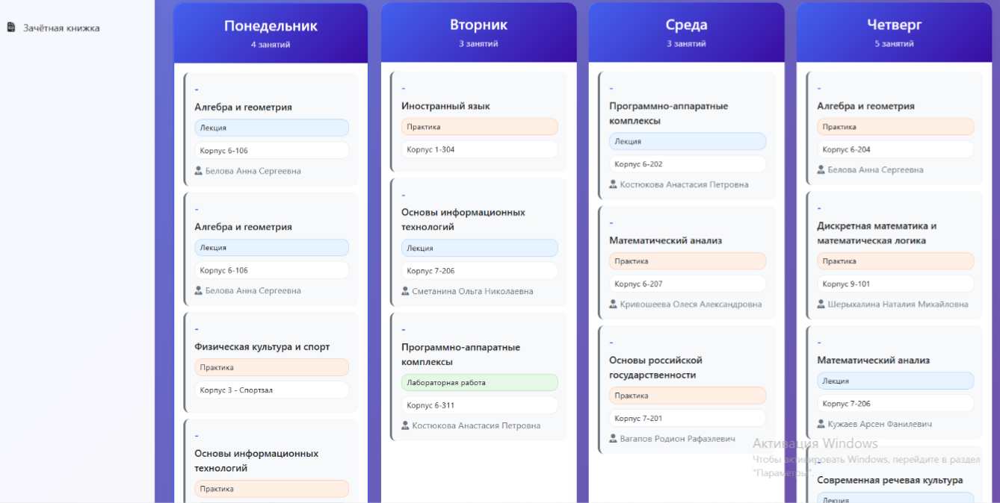 Зачётная книжка
Понедельник
4 занятий
-
Алгебра и геометрия
Лекция
Корпус 6-106
Белова Анна Сергеевна
-
Алгебра и геометрия
Лекция
Корпус 6-106
Белова Анна Сергеевна
-
Физическая культура и спорт
Практика
Корпус 3 - Спортзал
-
Основы информационных
технологий
Практика
Вторник
3 занятий
-
Иностранный язык
Практика
Корпус 1-304
-
Основы информационных
технологий
Лекция
Корпус 7-206
Сметанина Ольга Николаевна
-
Программно-аппаратные
комплексы
Лабораторная работа
Корпус 6-311
Костюкова Анастасия Петровна
Среда
3 занятий
-
Программно-аппаратные
комплексы
Лекция
Корпус 6-202
Костюкова Анастасия Петровна
-
Математический анализ
Практика
Корпус 6-207
Кривошеева Олеся Александровна
-
Основы российской
государственности
Практика
Корпус 7-201
Вагапов Родион Рафаэлевич
Четверг
5 занятий
-
Алгебра и геометрия
Практика
Корпус 6-204
Белова Анна Сергеевна
-
Дискретная математика и
математическая логика
Практика
Корпус 9-101
Шерыхалина Наталия Михайловна
-
Математический анализ
Лекция
Корпус 7-206
Кужаев Арсен Фанилевич
-
Современная речевая культура
Лекция
Активация Windows
Чтобы активировать Windows, перейдите в раздел
"Параметры".